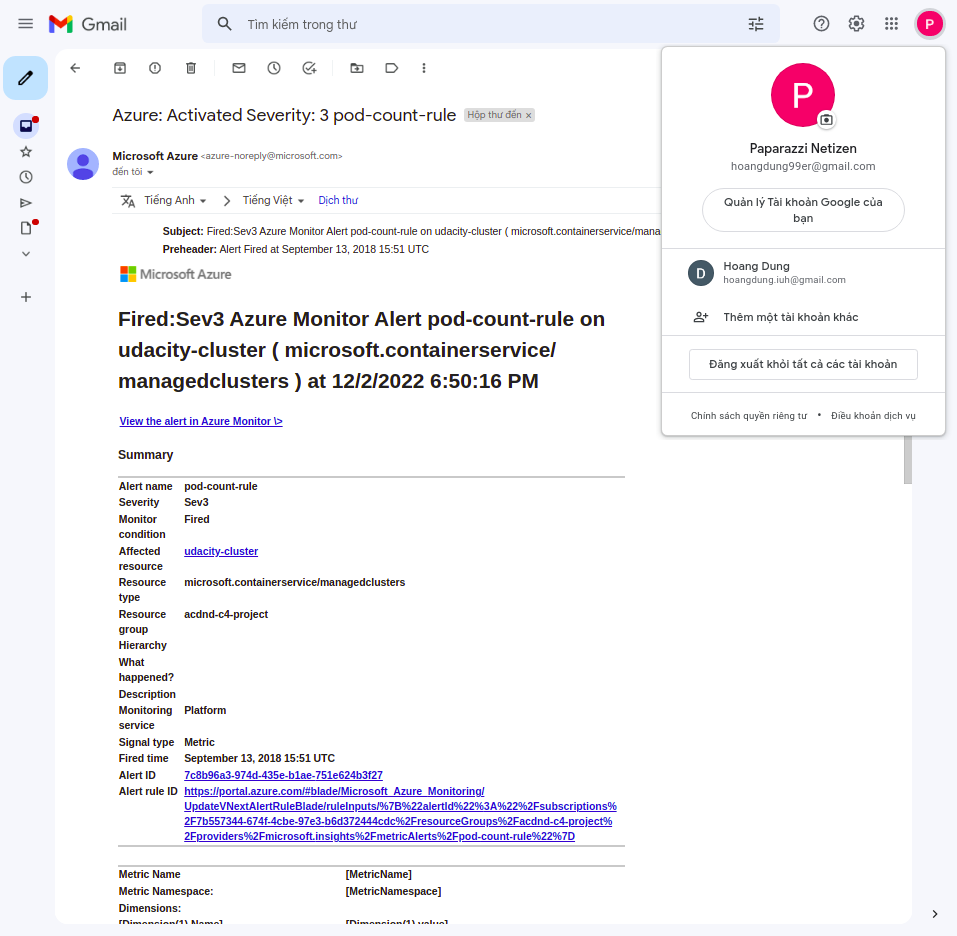 Gmail
Tìm kiếm trong thư
P
Azure: Activated Severity: 3 pod-count-rule
Hộp thư đến ×
Microsoft Azure <azure-noreply@microsoft.com>
đến tôi
Tiếng Anh > Tiếng Việt Dịch thư
Subject: Fired:Sev3 Azure Monitor Alert pod-count-rule on udacity-cluster ( microsoft.containerservice/mana
Preheader: Alert Fired at September 13, 2018 15:51 UTC
Microsoft Azure
Fired:Sev3 Azure Monitor Alert pod-count-rule on
udacity-cluster ( microsoft.containerservice/
managedclusters ) at 12/2/2022 6:50:16 PM
View the alert in Azure Monitor \>
Summary
Alert name pod-count-rule
Severity Sev3
Monitor Fired
condition
Affected udacity-cluster
resource
Resource microsoft.containerservice/managedclusters
type
Resource acdnd-c4-project
group
Hierarchy
What
happened?
Description
Monitoring Platform
service
Signal type Metric
Fired time September 13, 2018 15:51 UTC
Alert ID 7c8b96a3-974d-435e-b1ae-751e624b3f27
Alert rule ID https://portal.azure.com/#blade/Microsoft_Azure_Monitoring/
UpdateVNextAlertRuleBlade/ruleInputs/%7B%22alertId%22%3A%22%2Fsubscriptions%
2F7b557344-674f-4cbe-97e3-b6d372444cdc%2FresourceGroups%2Facdnd-c4-project%
2Fproviders%2Fmicrosoft.insights%2FmetricAlerts%2Fpod-count-rule%22%7D
Metric Name [MetricName]
Metric Namespace: [MetricNamespace]
Dimensions:
[Dimension(1) Name] [Dimension(1) value]
P
Paparazzi Netizen
hoangdung99er@gmail.com
Quản lý Tài khoản Google của
bạn
D
Hoang Dung
hoangdung.iuh@gmail.com
Thêm một tài khoản khác
Đăng xuất khỏi tất cả các tài khoản
Chính sách quyền riêng tư • Điều khoản dịch vụ